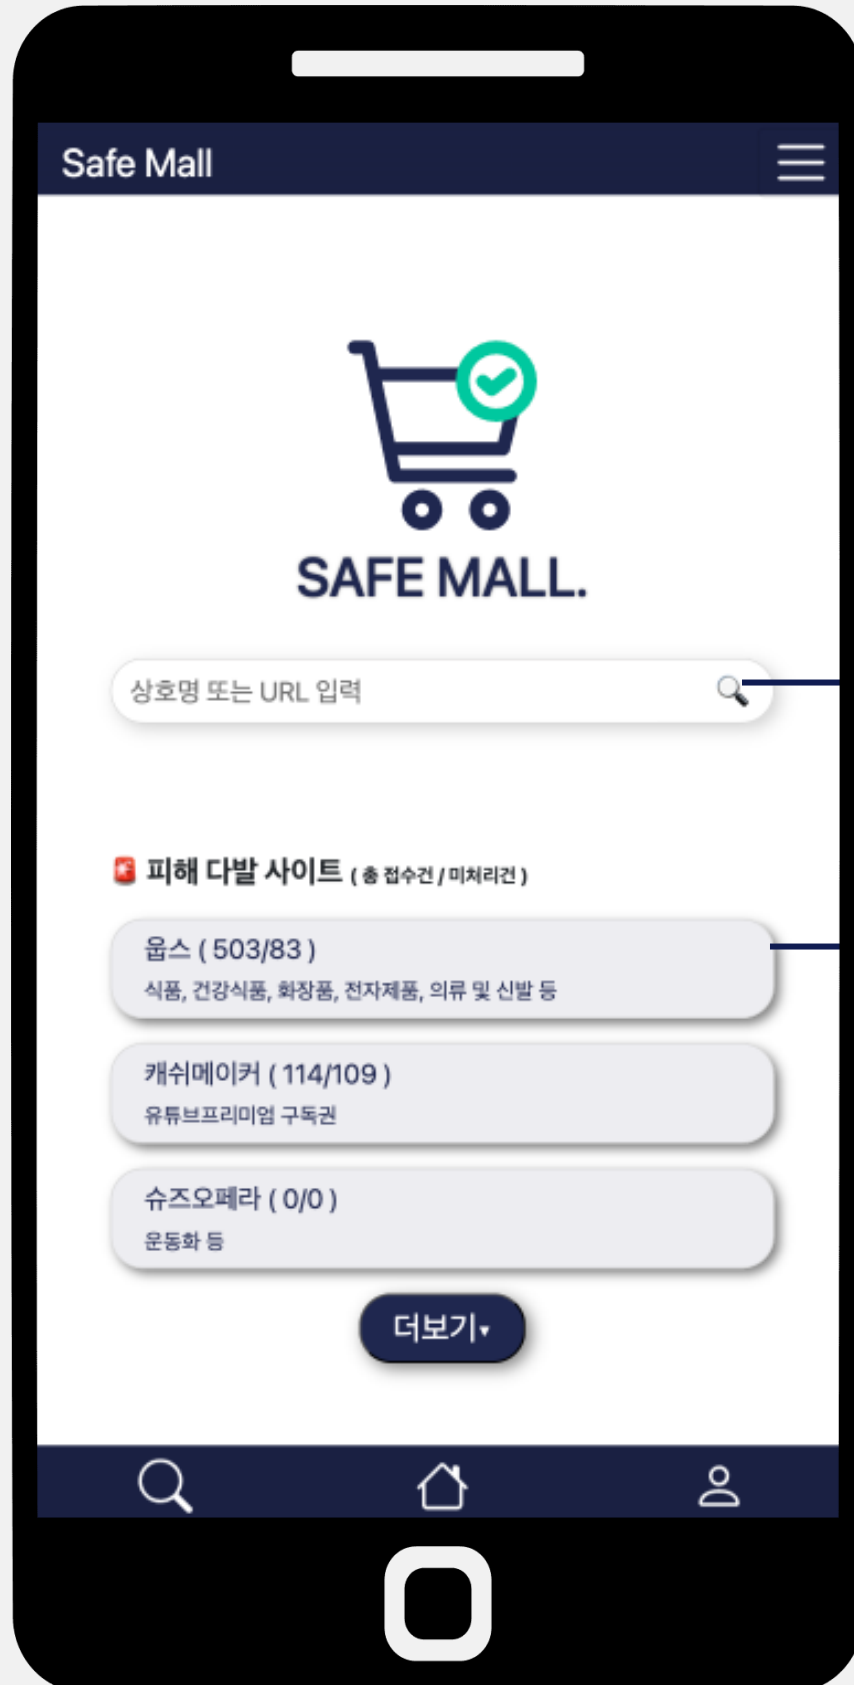 Safe Mall
SAFE MALL.
상호명 또는 URL 입력
피해 다발 사이트 ( 총 접수건 / 미처리건 )
웁스 ( 503/83 )
식품, 건강식품, 화장품, 전자제품, 의류 및 신발 등
캐쉬메이커 ( 114/109 )
유튜브프리미엄 구독권
슈즈오페라 ( 0/0 )
운동화 등
더보기▾